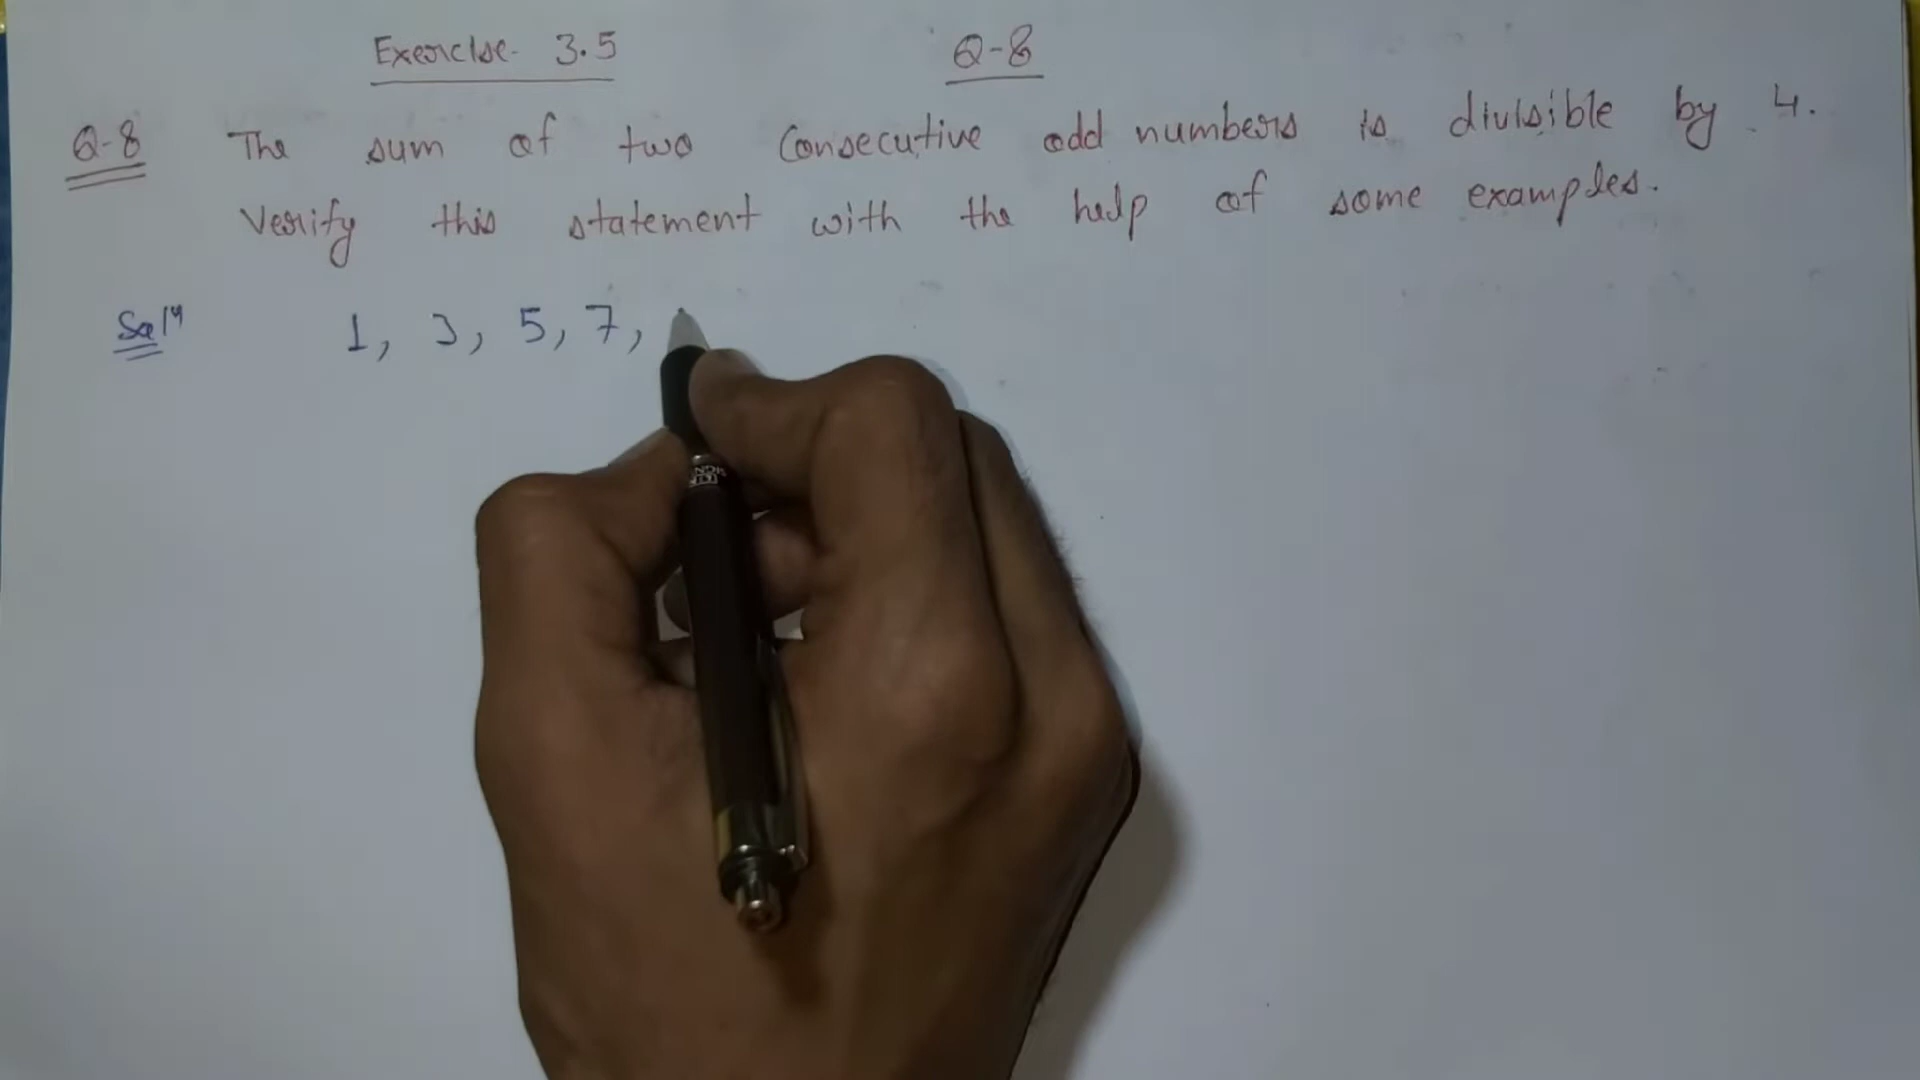 Exercise 3.5 Q-8
Q-8 The sum of two consecutive odd numbers is divisible by 4.
Verify this statement with the help of some examples.
Solⁿ 1, 3, 5, 7,